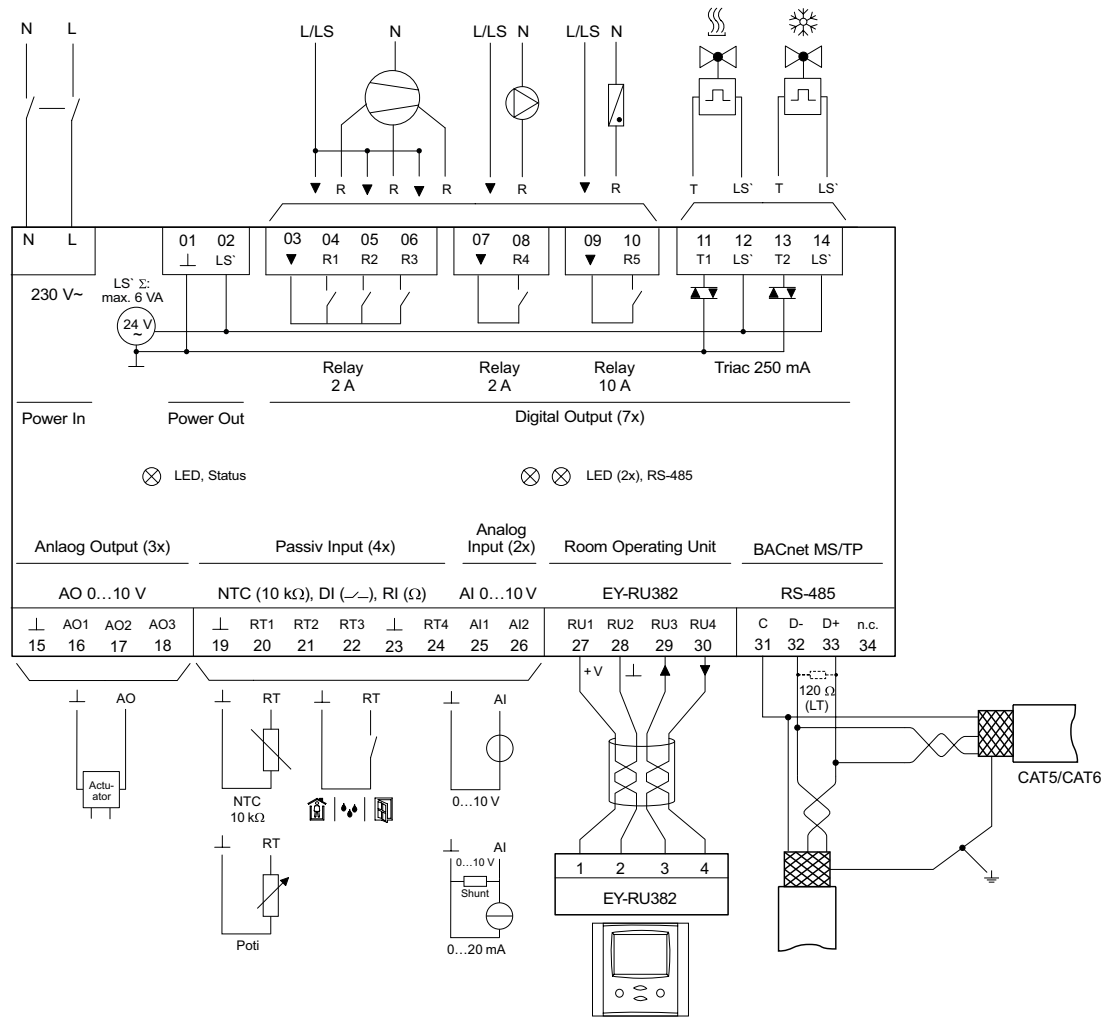 N L L/LS N L/LS N L/LS N
R R R R R T LS` T LS`
N L 01 02 03 04 05 06 07 08 09 10 11 12 13 14
⊥ LS` ▼ R1 R2 R3 ▼ R4 ▼ R5 T1 LS` T2 LS`
230 V~
LS` Σ:
max. 6 VA
24 V
~
Relay
2 A
Relay
2 A
Relay
10 A
Triac 250 mA
Power In Power Out Digital Output (7x)
LED, Status LED (2x), RS-485
Anlaog Output (3x) Passiv Input (4x)
Analog
Input (2x)
Room Operating Unit BACnet MS/TP
AO 0…10 V NTC (10 kΩ), DI ( ), RI (Ω) AI 0…10 V EY-RU382 RS-485
⊥ AO1 AO2 AO3 ⊥ RT1 RT2 RT3 ⊥ RT4 AI1 AI2 RU1 RU2 RU3 RU4 C D- D+ n.c.
15 16 17 18 19 20 21 22 23 24 25 26 27 28 29 30 31 32 33 34
+V ⊥
120 Ω
(LT)
⊥ AO ⊥ RT ⊥ RT ⊥ AI
Actu-
ator
NTC
10 kΩ
0…10 V
CAT5/CAT6
⊥ RT ⊥ AI
0…10 V
Shunt
Poti
0…20 mA
1 2 3 4
EY-RU382